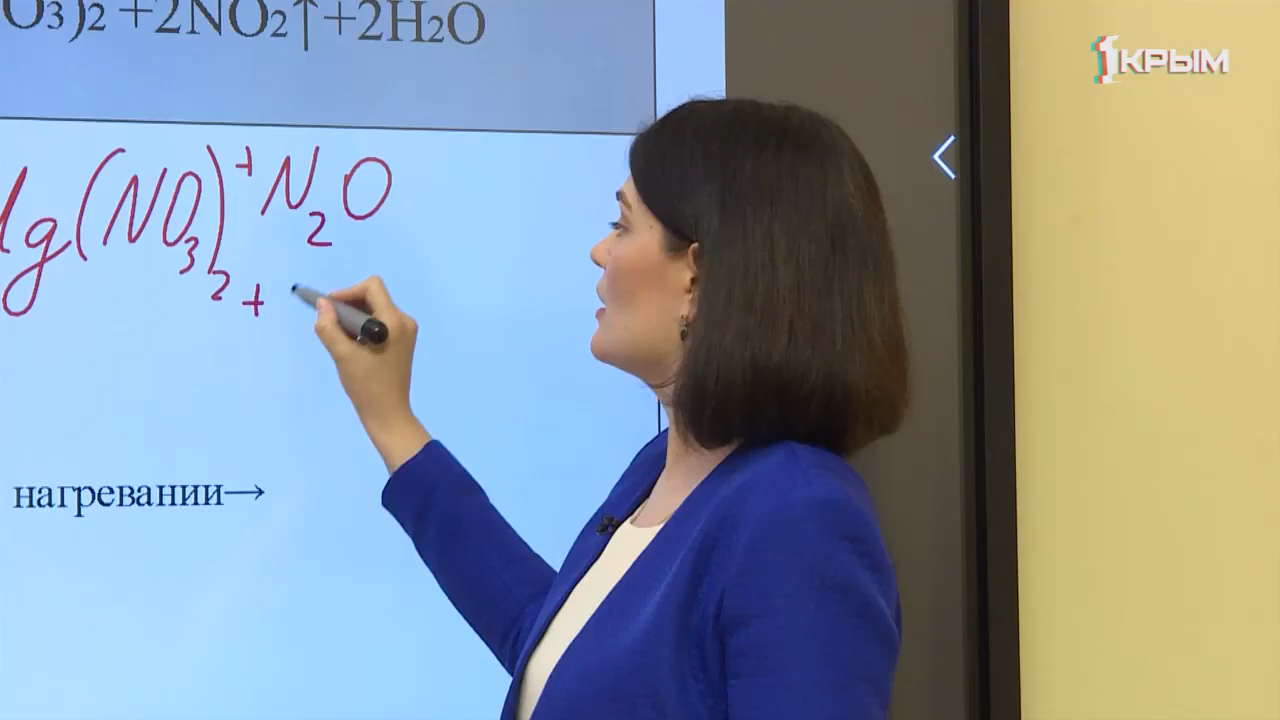 O3)2 +2NO2↑+2H2O
1КРЫМ
g(NO3)2+N2O
+
нагревании→